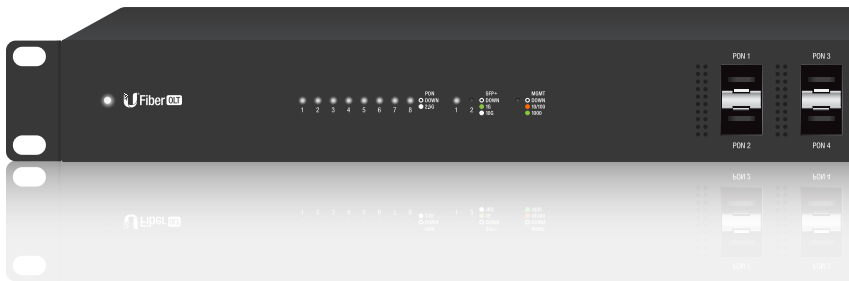 U Fiber OLT
PON
DOWN
2.5G
1 2 3 4 5 6 7 8
SFP+
DOWN
1G
10G
1 2
MGMT
DOWN
10/100
1000
PON 1
PON 3
PON 2
PON 4